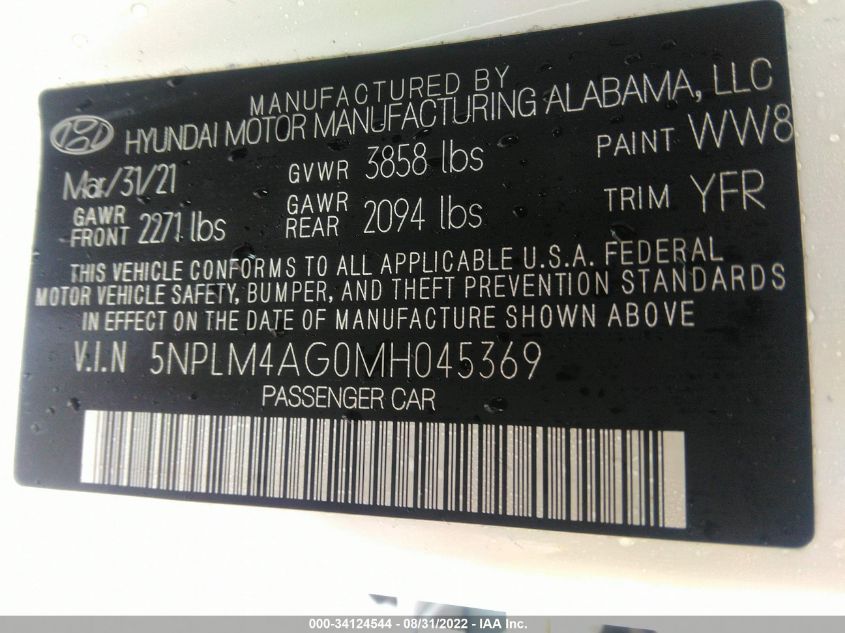 MANUFACTURED BY
HYUNDAI MOTOR MANUFACTURING ALABAMA, LLC
Mar/31/21 GVWR 3858 lbs PAINT WW8
GAWR FRONT 2271 lbs GAWR REAR 2094 lbs TRIM YFR
THIS VEHICLE CONFORMS TO ALL APPLICABLE U.S.A. FEDERAL
MOTOR VEHICLE SAFETY, BUMPER, AND THEFT PREVENTION STANDARDS
IN EFFECT ON THE DATE OF MANUFACTURE SHOWN ABOVE
V.I.N 5NPLM4AG0MH045369
PASSENGER CAR
000-34124544 - 08/31/2022 - IAA Inc.